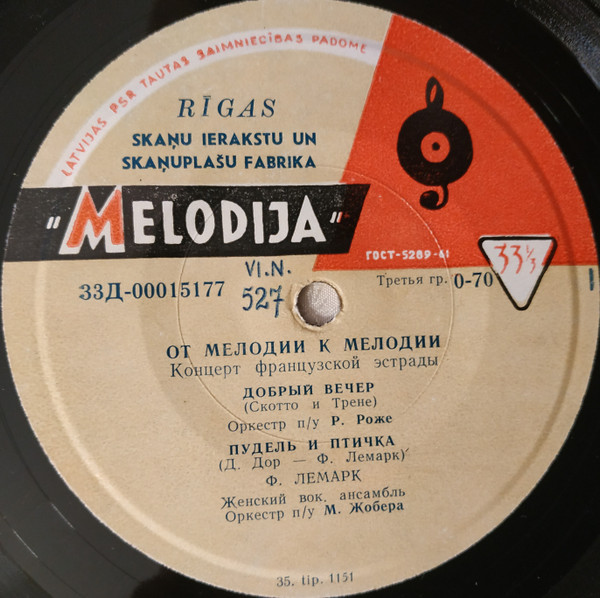 LATVIJAS PSR TAUTAS SAIMNIECĪBAS PADOME
RĪGAS
SKAŅU IERAKSTU UN
SKAŅUPLAŠU FABRIKA
"MELODIJA"
ГОСТ-5289-61
33⅓
VI.N.
527
33Д-00015177
Третья гр. 0-70
ОТ МЕЛОДИИ К МЕЛОДИИ
Концерт французской эстрады
ДОБРЫЙ ВЕЧЕР
(Скотто и Трене)
Оркестр п/у Р. Роже
ПУДЕЛЬ И ПТИЧКА
(Д. Дор — Ф. Лемарк)
Ф. ЛЕМАРК
Женский вок. ансамбль
Оркестр п/у М. Жобера
35. tip. 1151